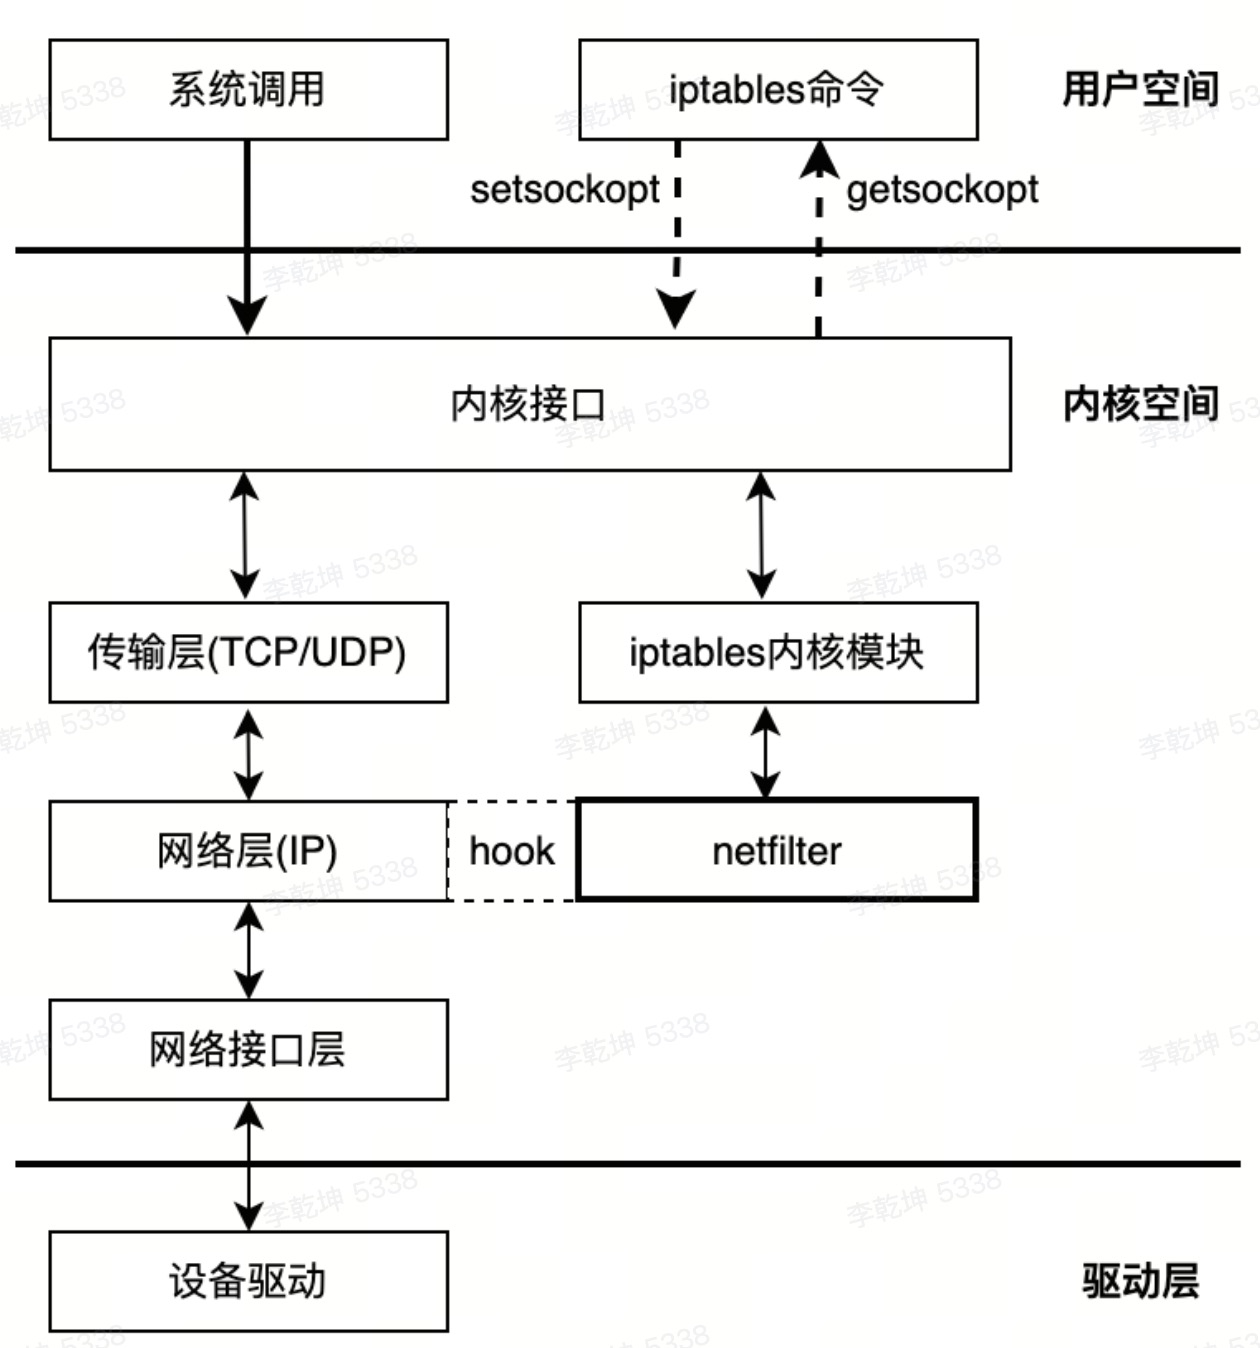 系统调用
iptables命令
用户空间
setsockopt
getsockopt
内核接口
内核空间
传输层(TCP/UDP)
iptables内核模块
网络层(IP)
hook
netfilter
网络接口层
设备驱动
驱动层
李乾坤 5338